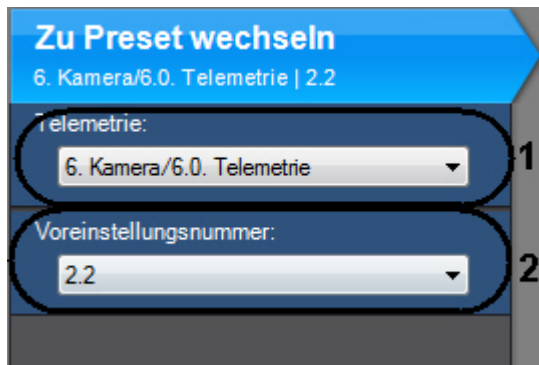 Zu Preset wechseln
6. Kamera/6.0. Telemetrie | 2.2
Telemetrie:
6. Kamera/6.0. Telemetrie
1
Voreinstellungsnummer:
2.2
2